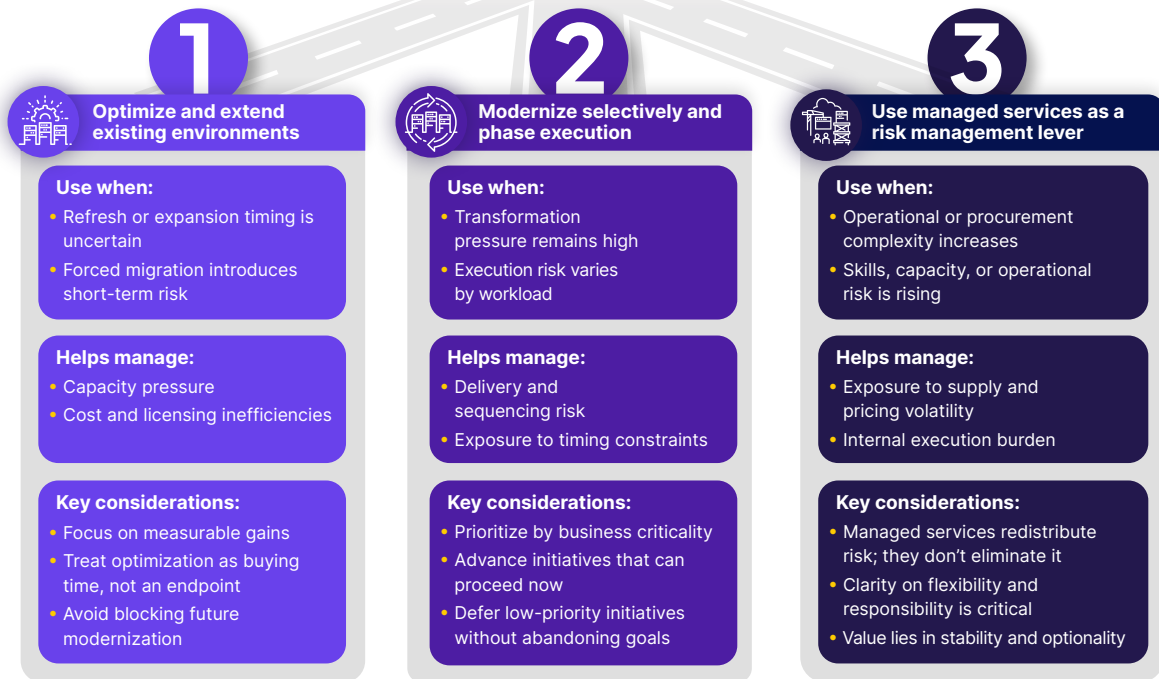 1
Optimize and extend
existing environments
Use when:
• Refresh or expansion timing is
uncertain
• Forced migration introduces
short-term risk
Helps manage:
• Capacity pressure
• Cost and licensing inefficiencies
Key considerations:
• Focus on measurable gains
• Treat optimization as buying
time, not an endpoint
• Avoid blocking future
modernization
2
Modernize selectively and
phase execution
Use when:
• Transformation
pressure remains high
• Execution risk varies
by workload
Helps manage:
• Delivery and
sequencing risk
• Exposure to timing constraints
Key considerations:
• Prioritize by business criticality
• Advance initiatives that can
proceed now
• Defer low-priority initiatives
without abandoning goals
3
Use managed services as a
risk management lever
Use when:
• Operational or procurement
complexity increases
• Skills, capacity, or operational
risk is rising
Helps manage:
• Exposure to supply and
pricing volatility
• Internal execution burden
Key considerations:
• Managed services redistribute
risk; they don’t eliminate it
• Clarity on flexibility and
responsibility is critical
• Value lies in stability and optionality